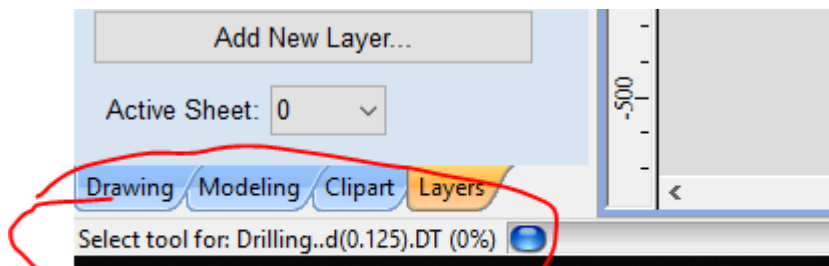 Add New Layer...
Active Sheet: 0
-500
Drawing Modeling Clipart Layers
Select tool for: Drilling..d(0.125).DT (0%)